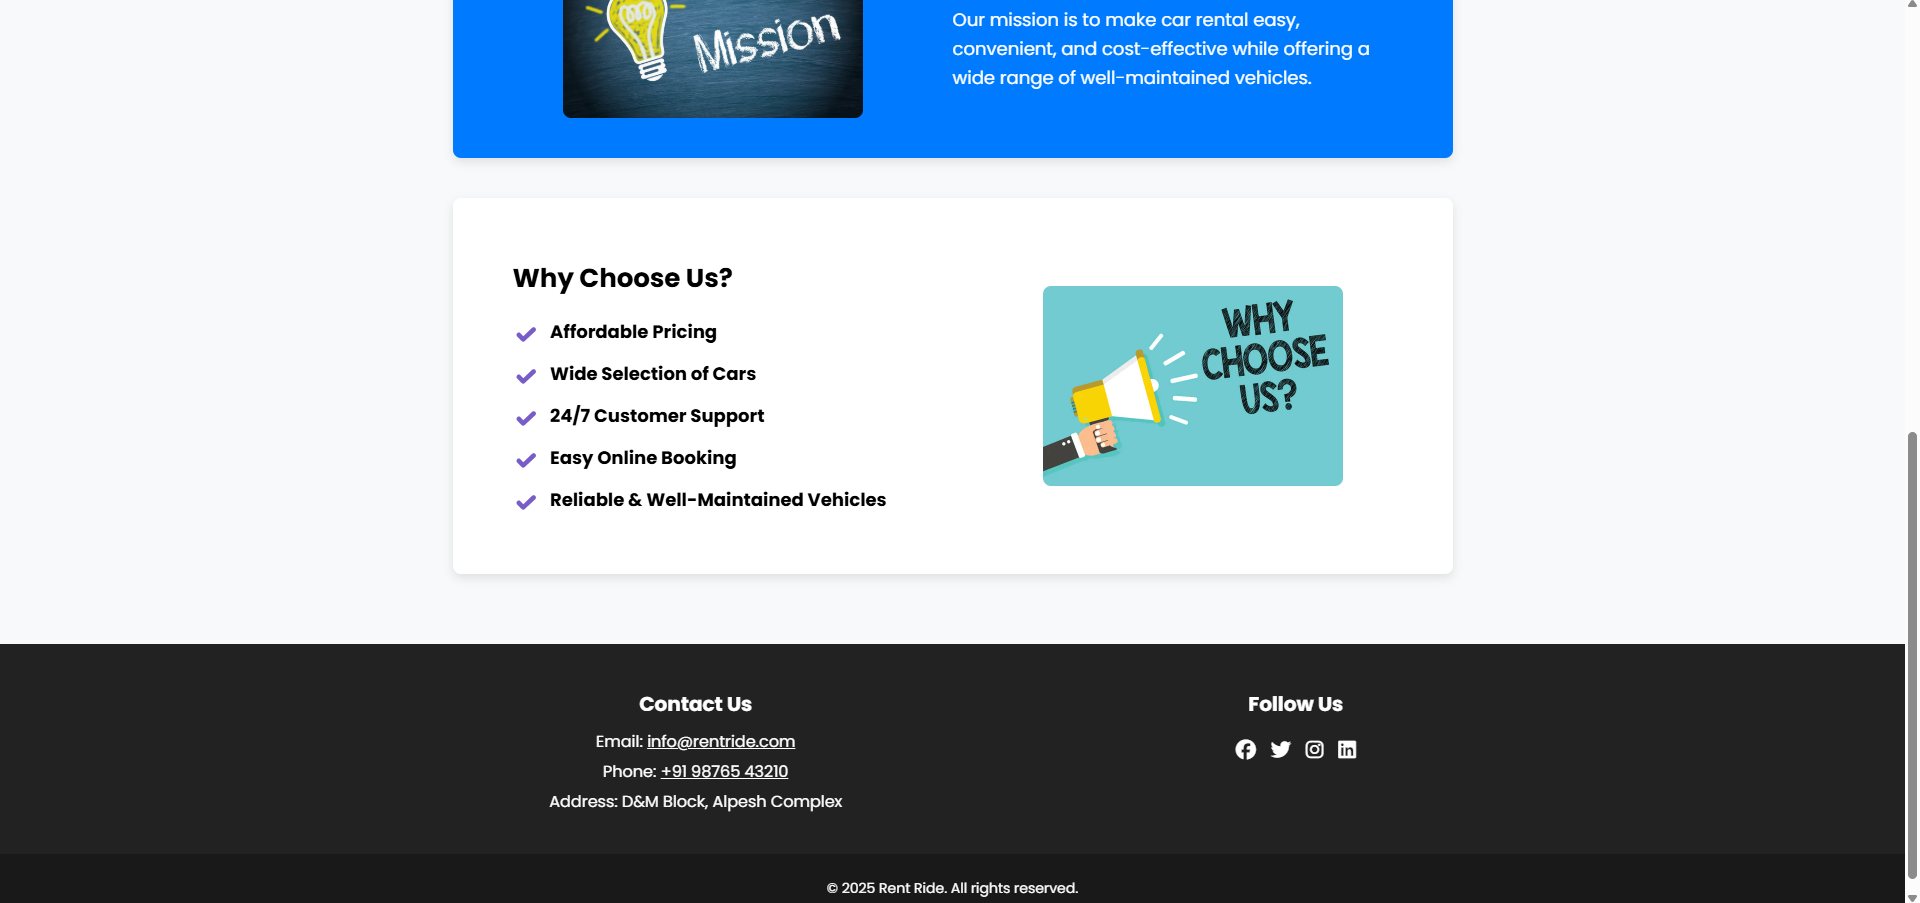 Mission
Our mission is to make car rental easy,
convenient, and cost-effective while offering a
wide range of well-maintained vehicles.
Why Choose Us?
Affordable Pricing
Wide Selection of Cars
24/7 Customer Support
Easy Online Booking
Reliable & Well-Maintained Vehicles
WHY
CHOOSE
US?
Contact Us
Email: info@rentride.com
Phone: +91 98765 43210
Address: D&M Block, Alpesh Complex
Follow Us
© 2025 Rent Ride. All rights reserved.